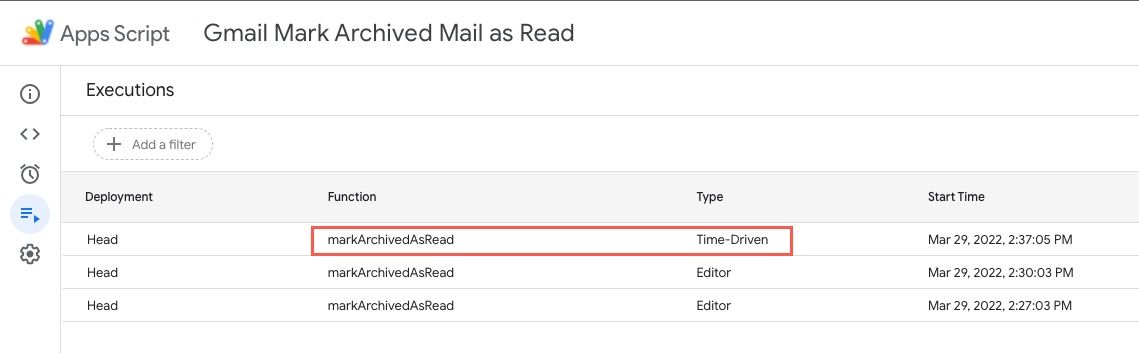 Apps Script Gmail Mark Archived Mail as Read
Executions
Add a filter
Deployment Function Type Start Time
Head markArchivedAsRead Time-Driven Mar 29, 2022, 2:37:05 PM
Head markArchivedAsRead Editor Mar 29, 2022, 2:30:03 PM
Head markArchivedAsRead Editor Mar 29, 2022, 2:27:03 PM